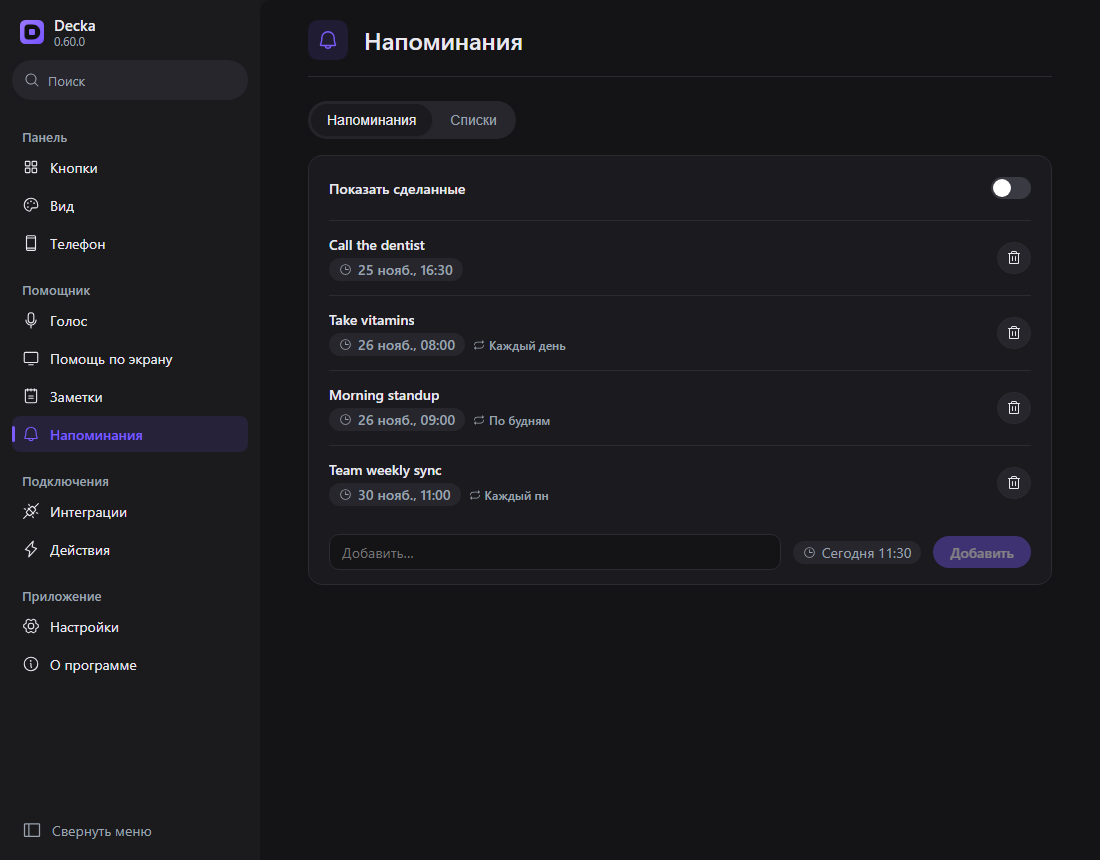 Decka
0.60.0
Поиск
Панель
Кнопки
Вид
Телефон
Помощник
Голос
Помощь по экрану
Заметки
Напоминания
Подключения
Интеграции
Действия
Приложение
Настройки
О программе
Свернуть меню
Напоминания
Напоминания Списки
Показать сделанные
Call the dentist
25 нояб., 16:30
Take vitamins
26 нояб., 08:00 Каждый день
Morning standup
26 нояб., 09:00 По будням
Team weekly sync
30 нояб., 11:00 Каждый пн
Добавить... Сегодня 11:30 Добавить